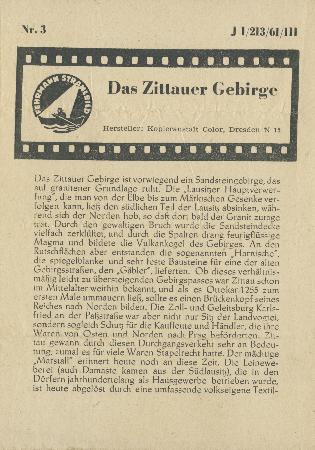 Nr. 3
J 1/213/61/111
FEHRMANN STRAHLBILD
Das Zittauer Gebirge
Hersteller: Kopieranstalt Color, Dresden N 15
Das Zittauer Gebirge ist vorwiegend ein Sandsteingebirge, das
auf granitener Grundlage ruht. Die „Lausitzer Hauptverwer-
fung", die man von der Elbe bis zum Mährischen Gesenke ver-
folgen kann, ließ den südlichen Teil der Lausitz absinken, wäh-
rend sich der Norden hob, so daß dort bald der Granit zutage
trat. Durch den gewaltigen Bruch wurde die Sandsteindecke
vielfach zerklüftet, und durch die Spalten drang feurigflüssige
Magma und bildete die Vulkankegel des Gebirges. An den
Rutschflächen aber entstanden die sogenannten „Harnische",
die spiegelblanke und sehr feste Bausteine für eine der alten
Gebirgsstraßen, den „Gäbler", lieferten. Ob dieses verhältnis-
mäßig leicht zu übersteigenden Gebirgspasses war Zittau schon
im Mittelalter weithin bekannt, und als es Ottokar 1255 zum
ersten Male ummauern ließ, sollte es einen Brückenkopf seines
Reiches nach Norden bilden. Die Zoll- und Geleitsburg Karls-
fried an der Paßstraße war aber nicht nur Sitz der Landvogtei,
sondern sogleich Schutz für die Kaufleute und Händler, die ihre
Waren von Osten und Norden nach Prag beförderten. Zit-
tau gewann durch diesen Durchgangsverkehr sehr an Bedeu-
tung; zumal es für viele Waren Stapelrecht hatte. Der mächtige
„Marstall" erinnert heute noch an diese Zeit. Die Leinewe-
berei (auch Damaste kamen aus der Südlausitz), die in den
Dörfern jahrhundertelang als Hausgewerbe betrieben wurde,
ist heute abgelöst durch eine umfassende volkseigene Textil-